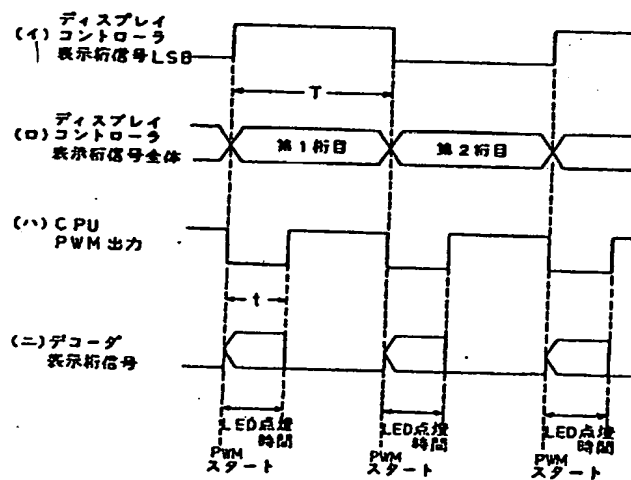 (イ) ディスプレイ
コントローラ
表示桁信号LSB
T
(ロ) ディスプレイ
コントローラ
表示桁信号全体
第1桁目
第2桁目
(ハ) CPU
PWM出力
t
(ニ) デコーダ
表示桁信号
LED点燈
時間
LED点燈
時間
LED点燈
時間
PWM
スタート
PWM
スタート
PWM
スタート